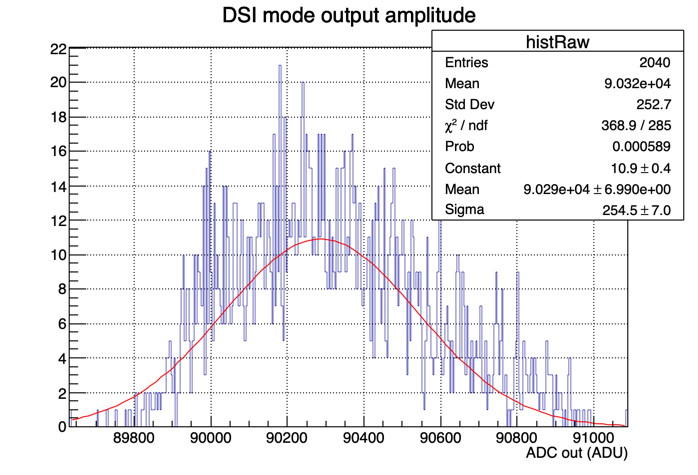 DSI mode output amplitude
histRaw
Entries 2040
Mean 9.032e+04
Std Dev 252.7
χ² / ndf 368.9 / 285
Prob 0.000589
Constant 10.9 ± 0.4
Mean 9.029e+04 ± 6.990e+00
Sigma 254.5 ± 7.0
22
20
18
16
14
12
10
8
6
4
2
0
89800 90000 90200 90400 90600 90800 91000
ADC out (ADU)